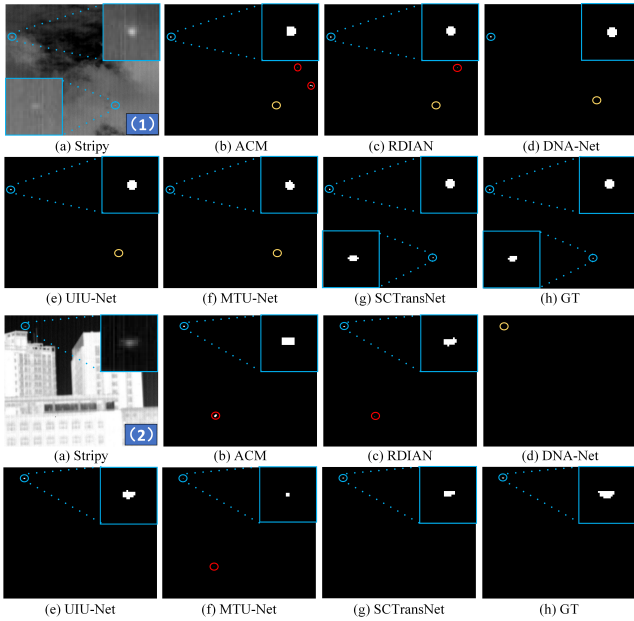 (1)
(a) Stripy (b) ACM (c) RDIAN (d) DNA-Net
(e) UIU-Net (f) MTU-Net (g) SCTransNet (h) GT
(2)
(a) Stripy (b) ACM (c) RDIAN (d) DNA-Net
(e) UIU-Net (f) MTU-Net (g) SCTransNet (h) GT